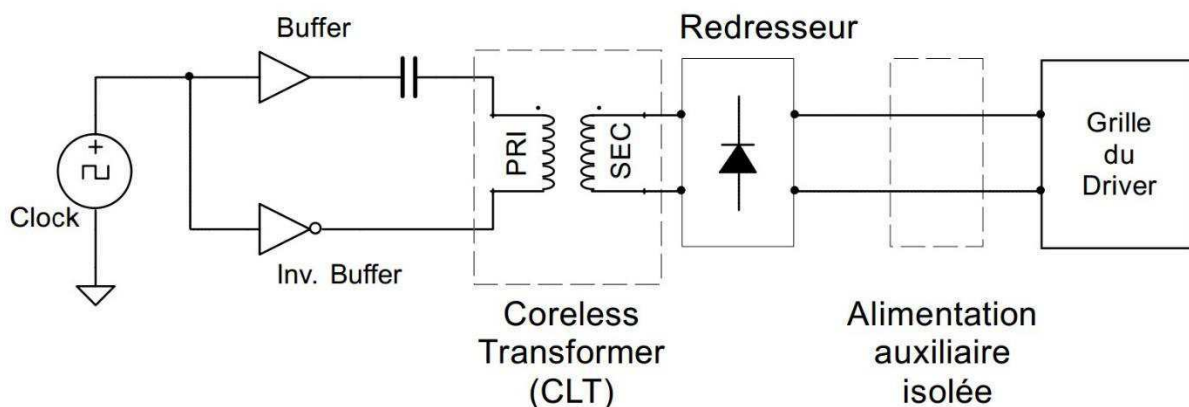 Buffer
Redresseur
+
Clock
Inv. Buffer
PRI
SEC
Coreless
Transformer
(CLT)
Alimentation
auxiliaire
isolée
Grille
du
Driver